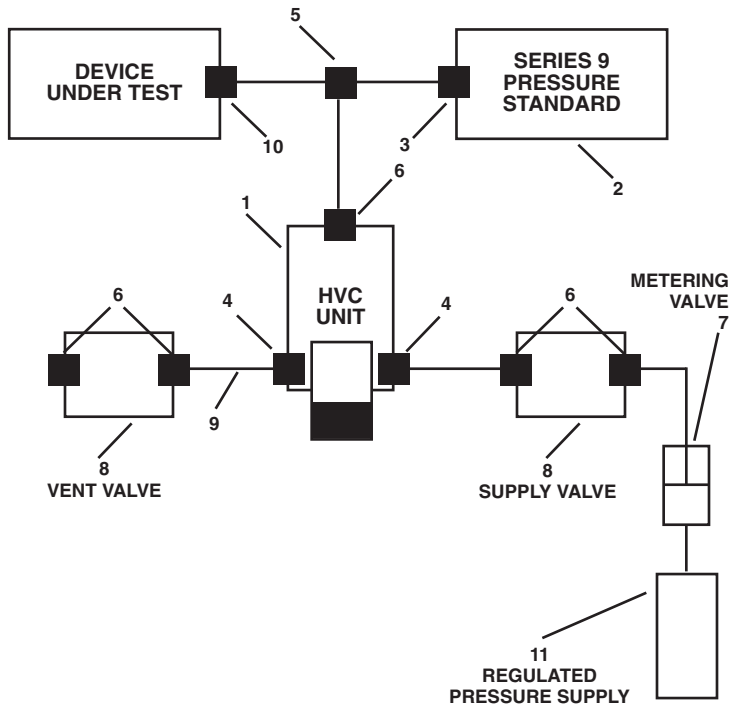 5
DEVICE
UNDER TEST
SERIES 9
PRESSURE
STANDARD
10
3
2
6
1
HVC
UNIT
METERING
VALVE
7
6
4
4
6
9
8
VENT VALVE
8
SUPPLY VALVE
11
REGULATED
PRESSURE SUPPLY